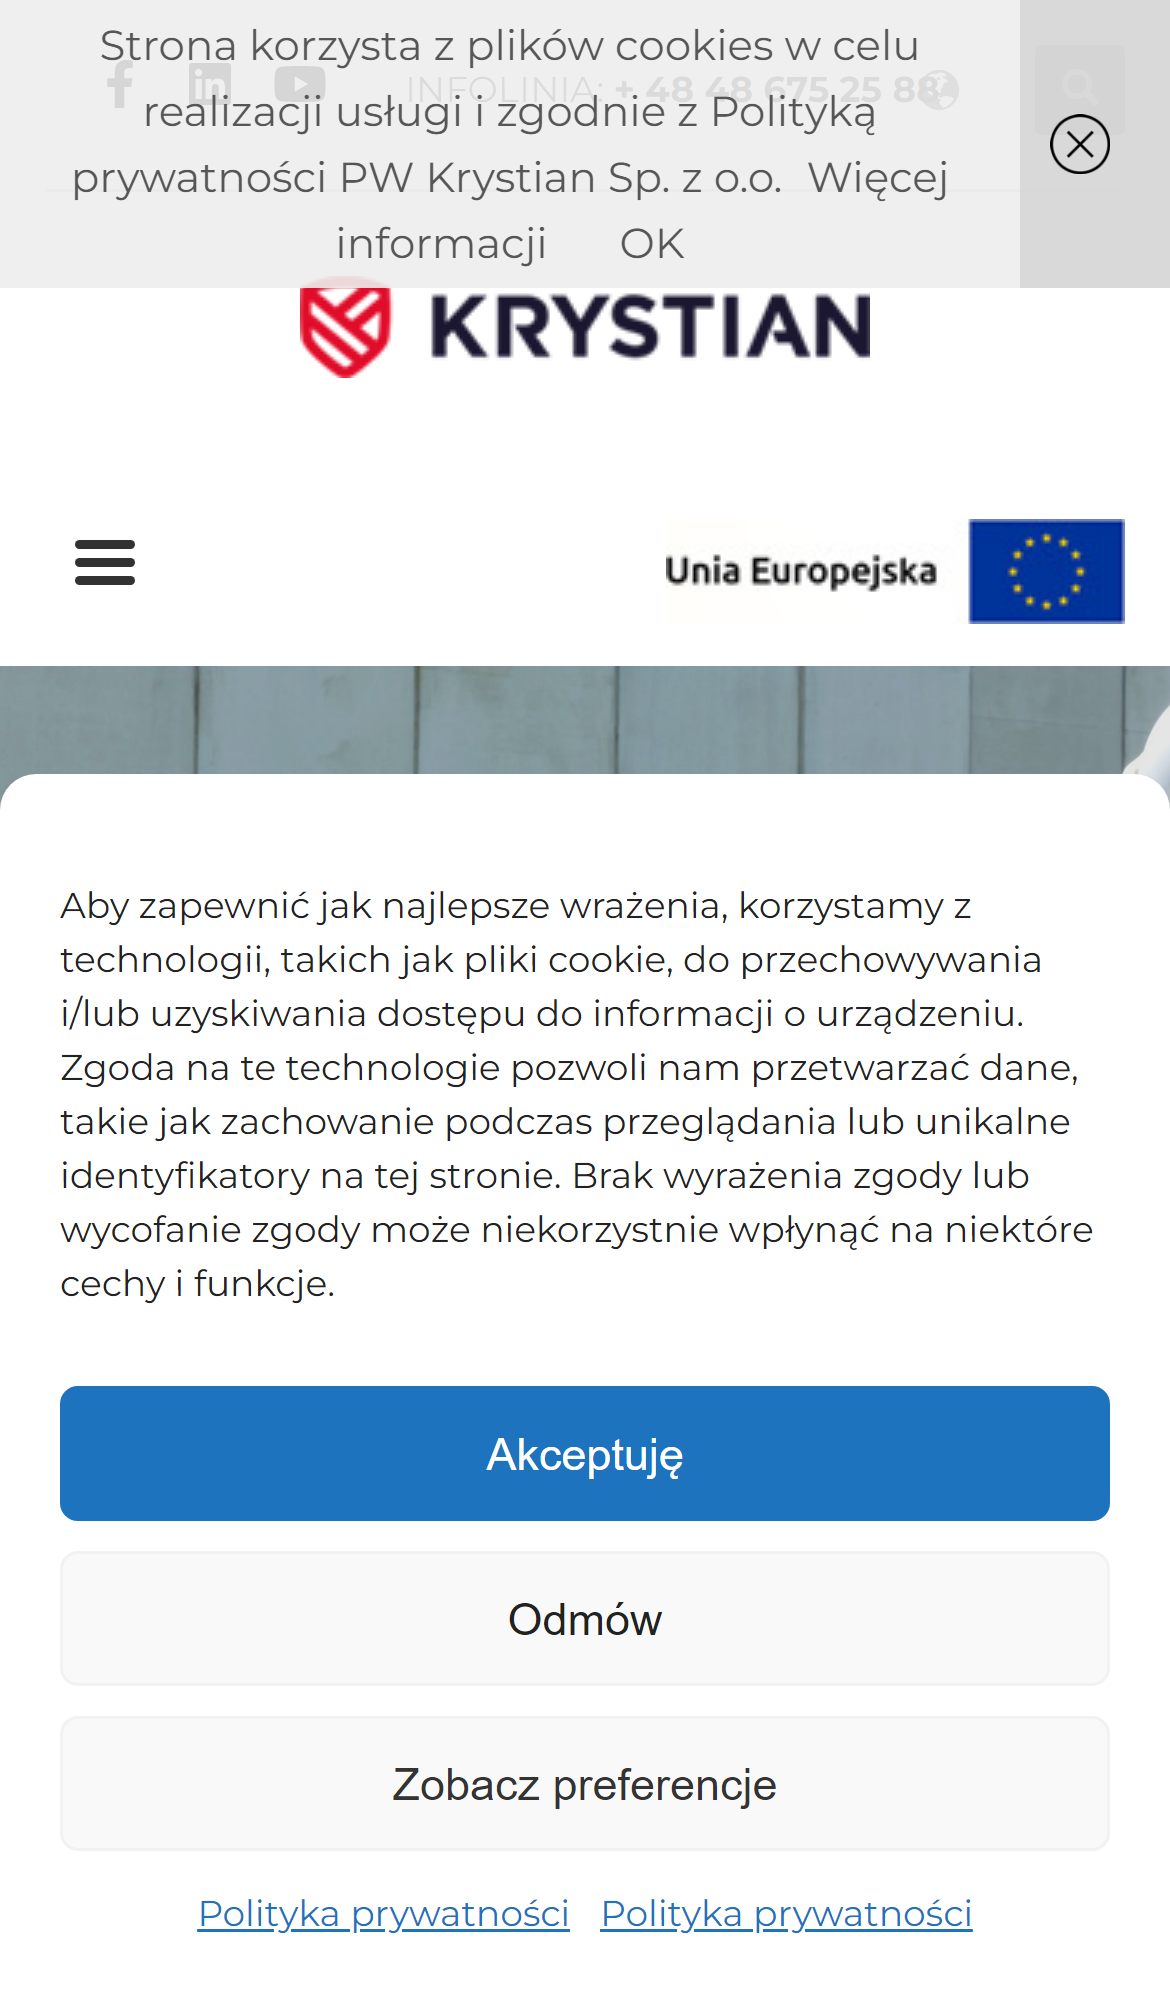 Strona korzysta z plików cookies w celu
realizacji usługi i zgodnie z Polityką
prywatności PW Krystian Sp. z o.o. Więcej
informacji OK
INFOLINIA: + 48 48 675 25 88
KRYSTIAN
Unia Europejska
Aby zapewnić jak najlepsze wrażenia, korzystamy z
technologii, takich jak pliki cookie, do przechowywania
i/lub uzyskiwania dostępu do informacji o urządzeniu.
Zgoda na te technologie pozwoli nam przetwarzać dane,
takie jak zachowanie podczas przeglądania lub unikalne
identyfikatory na tej stronie. Brak wyrażenia zgody lub
wycofanie zgody może niekorzystnie wpłynąć na niektóre
cechy i funkcje.
Akceptuję
Odmów
Zobacz preferencje
Polityka prywatności Polityka prywatności